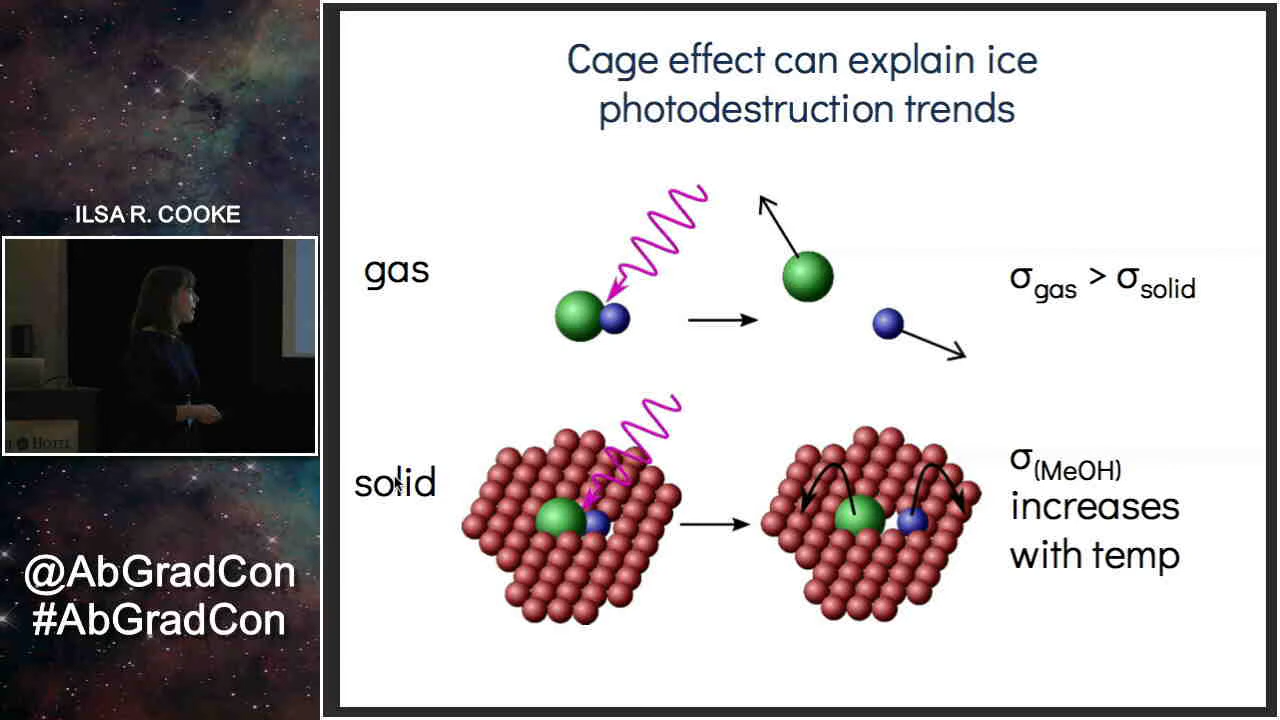 ILSA R. COOKE
HOTEL
@AbGradCon
#AbGradCon
Cage effect can explain ice
photodestruction trends
gas
σgas > σsolid
solid
σ(MeOH)
increases
with temp